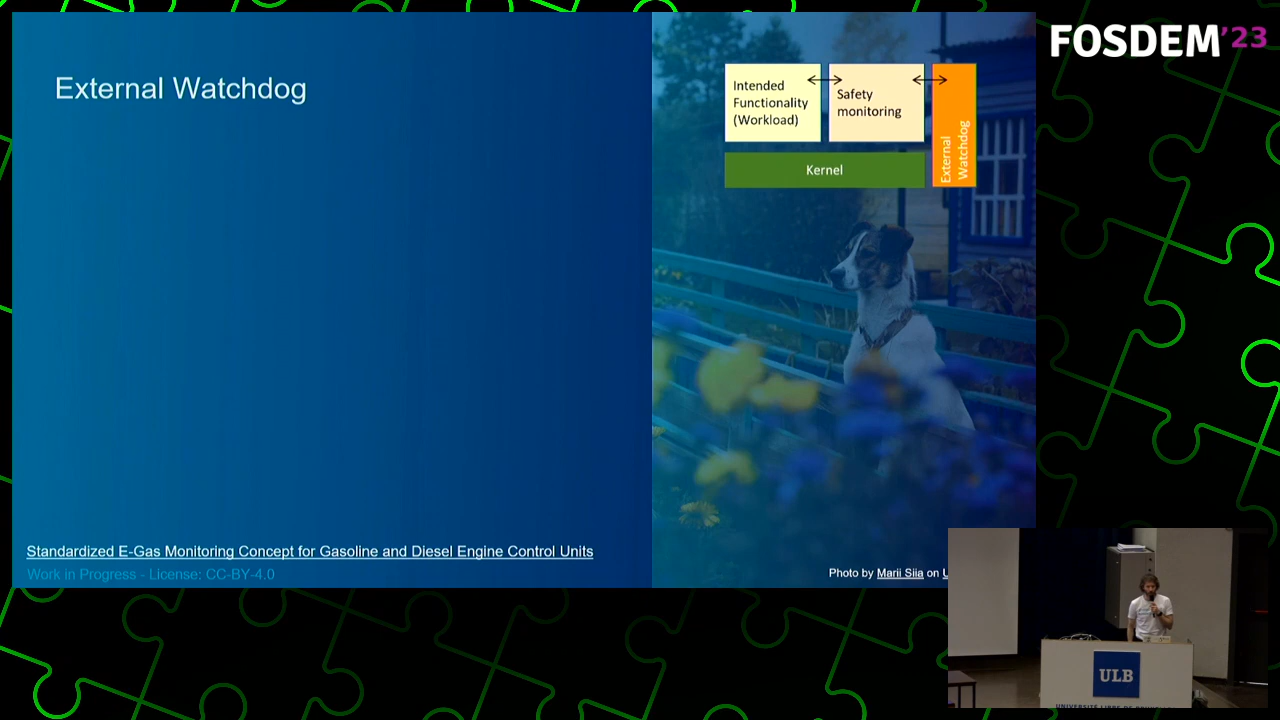 External Watchdog
Intended
Functionality
(Workload)
Safety
monitoring
External
Watchdog
Kernel
Standardized E-Gas Monitoring Concept for Gasoline and Diesel Engine Control Units
Work in Progress - License: CC-BY-4.0
Photo by Marii Siia on
FOSDEM'23
ULB